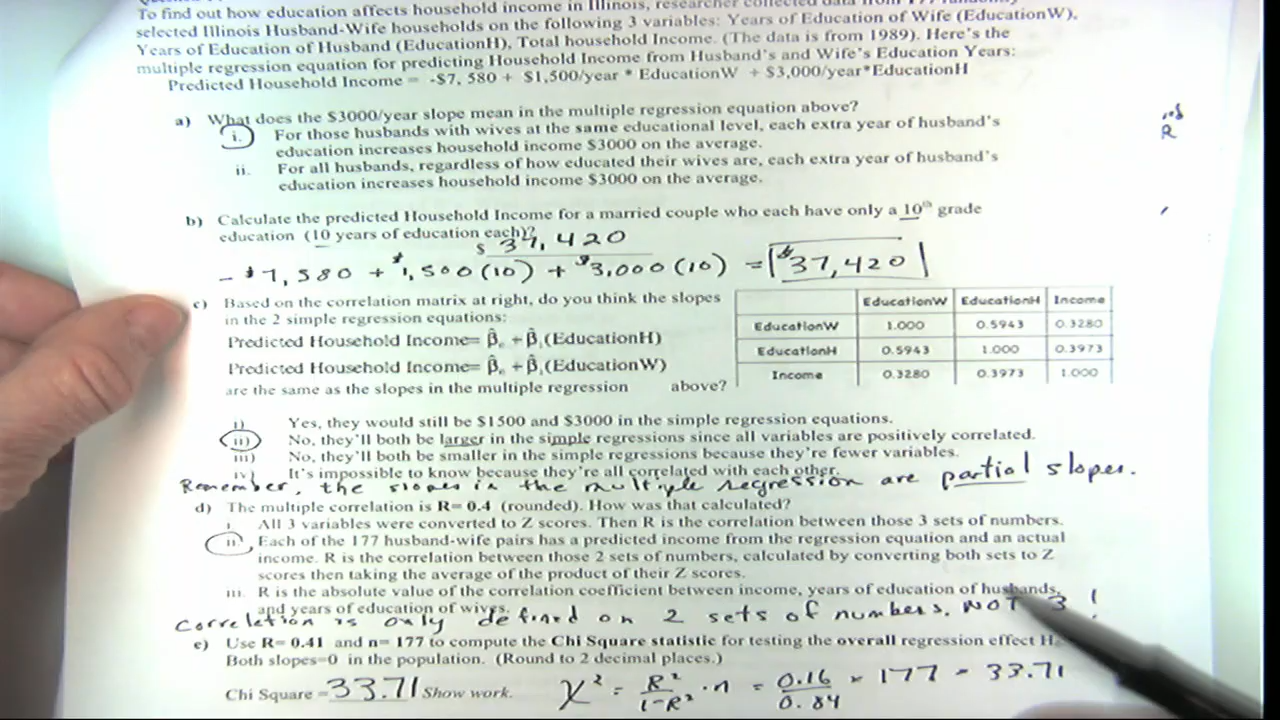 To find out how education affects household income in Illinois, researcher collected data from 177 randomly
selected Illinois Husband-Wife households on the following 3 variables: Years of Education of Wife (EducationW),
Years of Education of Husband (EducationH), Total household Income. (The data is from 1989). Here's the
multiple regression equation for predicting Household Income from Husband's and Wife's Education Years:
Predicted Household Income = -$7, 580 + $1,500/year * EducationW + $3,000/year*EducationH
a) What does the $3000/year slope mean in the multiple regression equation above?
i. For those husbands with wives at the same educational level, each extra year of husband's
education increases household income $3000 on the average.
ii. For all husbands, regardless of how educated their wives are, each extra year of husband's
education increases household income $3000 on the average.
R
b) Calculate the predicted Household Income for a married couple who each have only a 10th grade
education (10 years of education each)? $ 37,420
- $7,580 + $1,500(10) + $3,000(10) = $37,420
c) Based on the correlation matrix at right, do you think the slopes
in the 2 simple regression equations:
Predicted Household Income= β̂₀ + β̂₁(EducationH)
Predicted Household Income= β̂₀ + β̂₁(EducationW)
are the same as the slopes in the multiple regression above?
EducationW EducationH Income
EducationW 1.000 0.5943 0.3280
EducationH 0.5943 1.000 0.3973
Income 0.3280 0.3973 1.000
i) Yes, they would still be $1500 and $3000 in the simple regression equations.
ii) No, they'll both be larger in the simple regressions since all variables are positively correlated.
iii) No, they'll both be smaller in the simple regressions because they're fewer variables.
iv) It's impossible to know because they're all correlated with each other.
Remember, the slopes in the multiple regression are partial slopes.
d) The multiple correlation is R= 0.4 (rounded). How was that calculated?
i. All 3 variables were converted to Z scores. Then R is the correlation between those 3 sets of numbers.
ii. Each of the 177 husband-wife pairs has a predicted income from the regression equation and an actual
income. R is the correlation between those 2 sets of numbers, calculated by converting both sets to Z
scores then taking the average of the product of their Z scores.
iii. R is the absolute value of the correlation coefficient between income, years of education of husbands,
and years of education of wives.
Correlation is only defined on 2 sets of numbers. NOT 3!
e) Use R= 0.41 and n= 177 to compute the Chi Square statistic for testing the overall regression effect
Both slopes=0 in the population. (Round to 2 decimal places.)
Chi Square = 33.71 Show work. χ² = R²/1-R² · n = 0.16/0.84 × 177 = 33.71